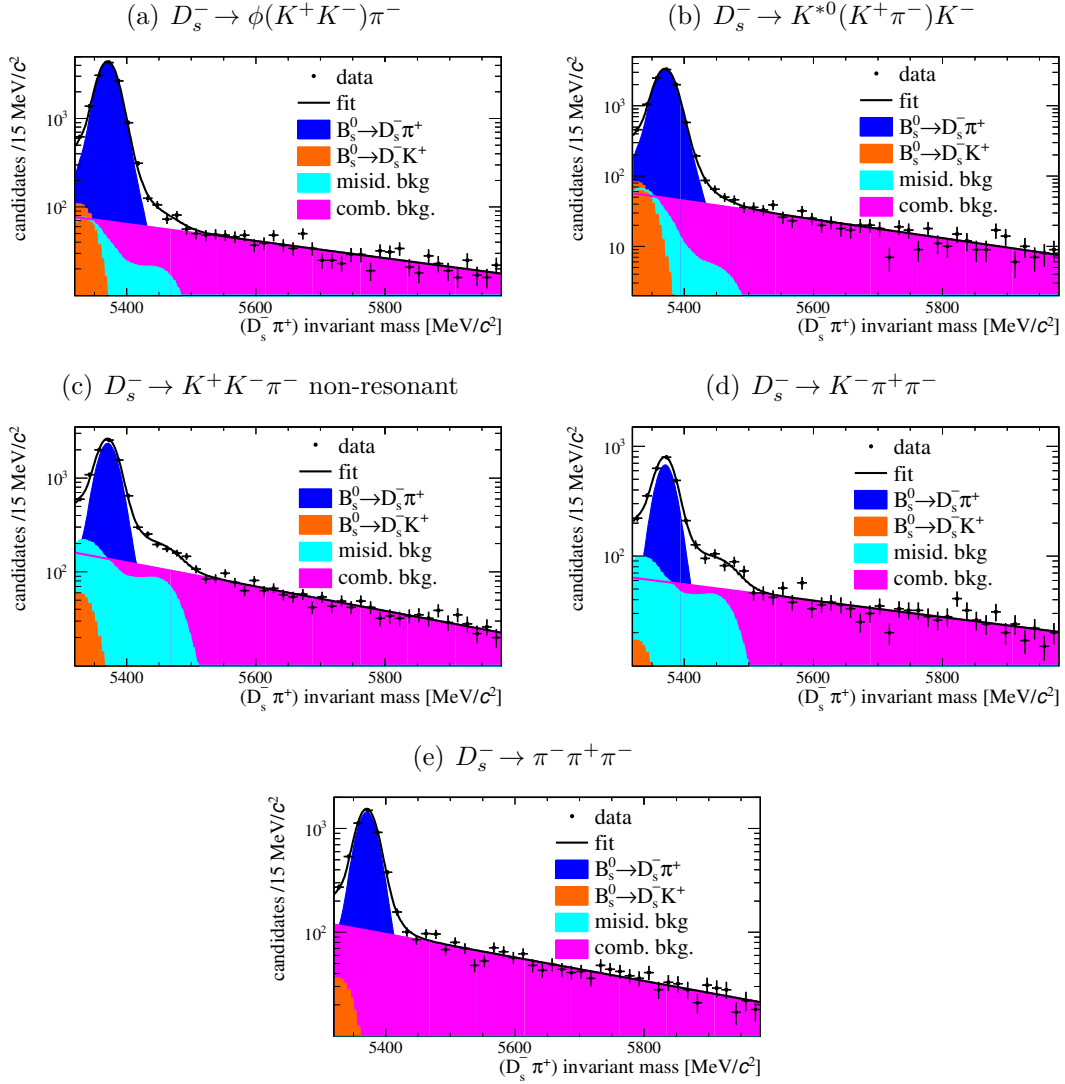 (a) D_s^- → ϕ(K^+K^-)π^-
candidates /15 MeV/c^2
10^3
10^2
data
fit
B_s^0→D_s^-π^+
B_s^0→D_s^-K^+
misid. bkg
comb. bkg.
5400 5600 5800
(D_s^- π^+) invariant mass [MeV/c^2]
(b) D_s^- → K^{*0}(K^+π^-)K^-
candidates /15 MeV/c^2
10^3
10^2
10
data
fit
B_s^0→D_s^-π^+
B_s^0→D_s^-K^+
misid. bkg
comb. bkg.
5400 5600 5800
(D_s^- π^+) invariant mass [MeV/c^2]
(c) D_s^- → K^+K^-π^- non-resonant
candidates /15 MeV/c^2
10^3
10^2
data
fit
B_s^0→D_s^-π^+
B_s^0→D_s^-K^+
misid. bkg
comb. bkg.
5400 5600 5800
(D_s^- π^+) invariant mass [MeV/c^2]
(d) D_s^- → K^-π^+π^-
candidates /15 MeV/c^2
10^3
10^2
data
fit
B_s^0→D_s^-π^+
B_s^0→D_s^-K^+
misid. bkg
comb. bkg.
5400 5600 5800
(D_s^- π^+) invariant mass [MeV/c^2]
(e) D_s^- → π^-π^+π^-
candidates /15 MeV/c^2
10^3
10^2
data
fit
B_s^0→D_s^-π^+
B_s^0→D_s^-K^+
misid. bkg
comb. bkg.
5400 5600 5800
(D_s^- π^+) invariant mass [MeV/c^2]